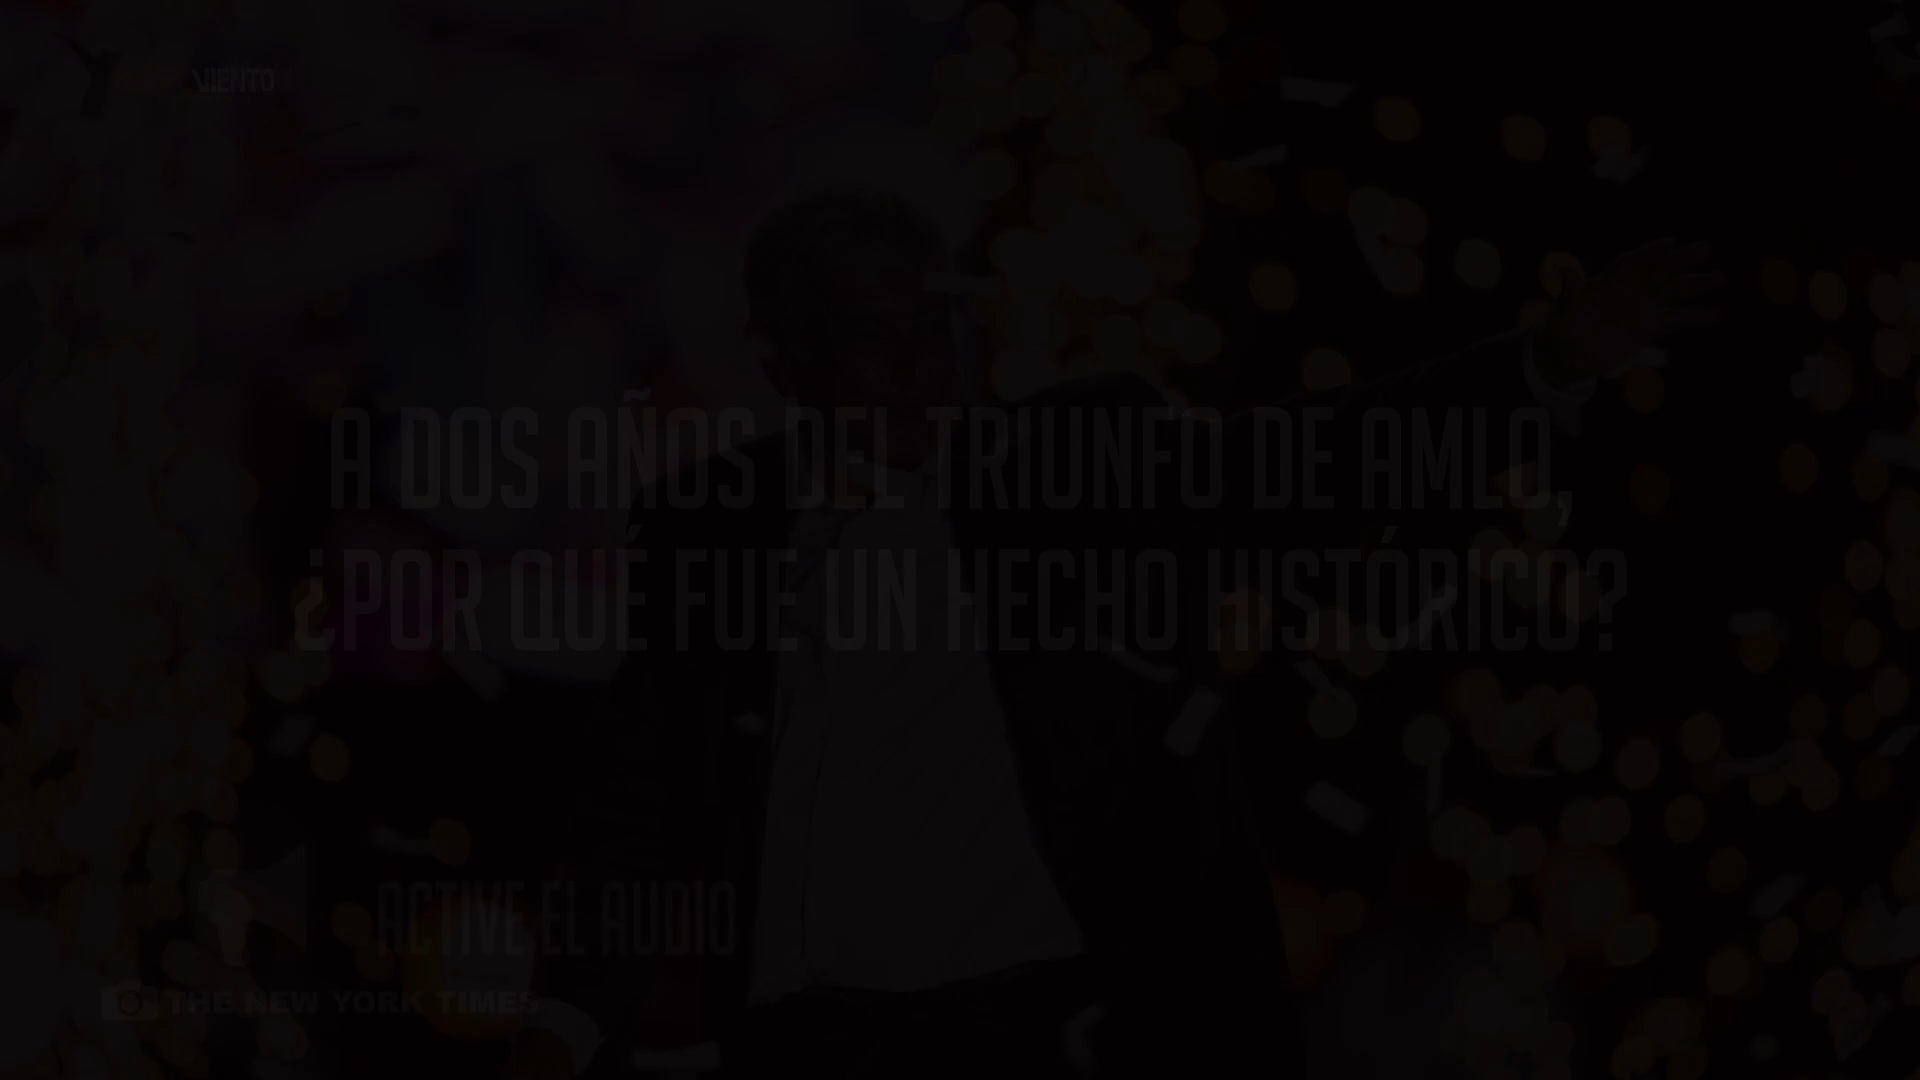 VIENTO
A DOS AÑOS DEL TRIUNFO DE AMLO,
¿POR QUÉ FUE UN HECHO HISTÓRICO?
ACTIVE EL AUDIO
THE NEW YORK TIMES